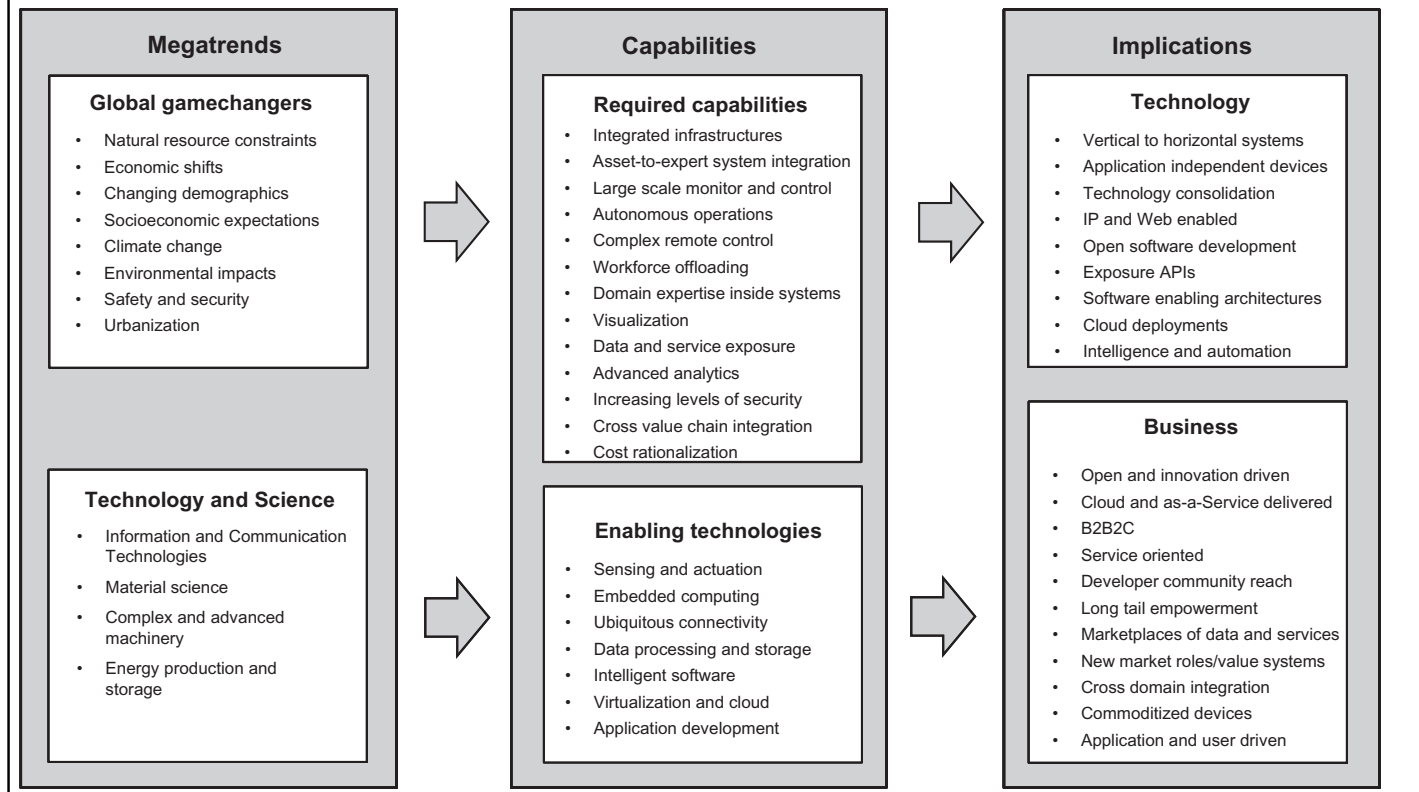 Megatrends
Global gamechangers
• Natural resource constraints
• Economic shifts
• Changing demographics
• Socioeconomic expectations
• Climate change
• Environmental impacts
• Safety and security
• Urbanization
Technology and Science
• Information and Communication
Technologies
• Material science
• Complex and advanced
machinery
• Energy production and
storage
Capabilities
Required capabilities
• Integrated infrastructures
• Asset-to-expert system integration
• Large scale monitor and control
• Autonomous operations
• Complex remote control
• Workforce offloading
• Domain expertise inside systems
• Visualization
• Data and service exposure
• Advanced analytics
• Increasing levels of security
• Cross value chain integration
• Cost rationalization
Enabling technologies
• Sensing and actuation
• Embedded computing
• Ubiquitous connectivity
• Data processing and storage
• Intelligent software
• Virtualization and cloud
• Application development
Implications
Technology
• Vertical to horizontal systems
• Application independent devices
• Technology consolidation
• IP and Web enabled
• Open software development
• Exposure APIs
• Software enabling architectures
• Cloud deployments
• Intelligence and automation
Business
• Open and innovation driven
• Cloud and as-a-Service delivered
• B2B2C
• Service oriented
• Developer community reach
• Long tail empowerment
• Marketplaces of data and services
• New market roles/value systems
• Cross domain integration
• Commoditized devices
• Application and user driven